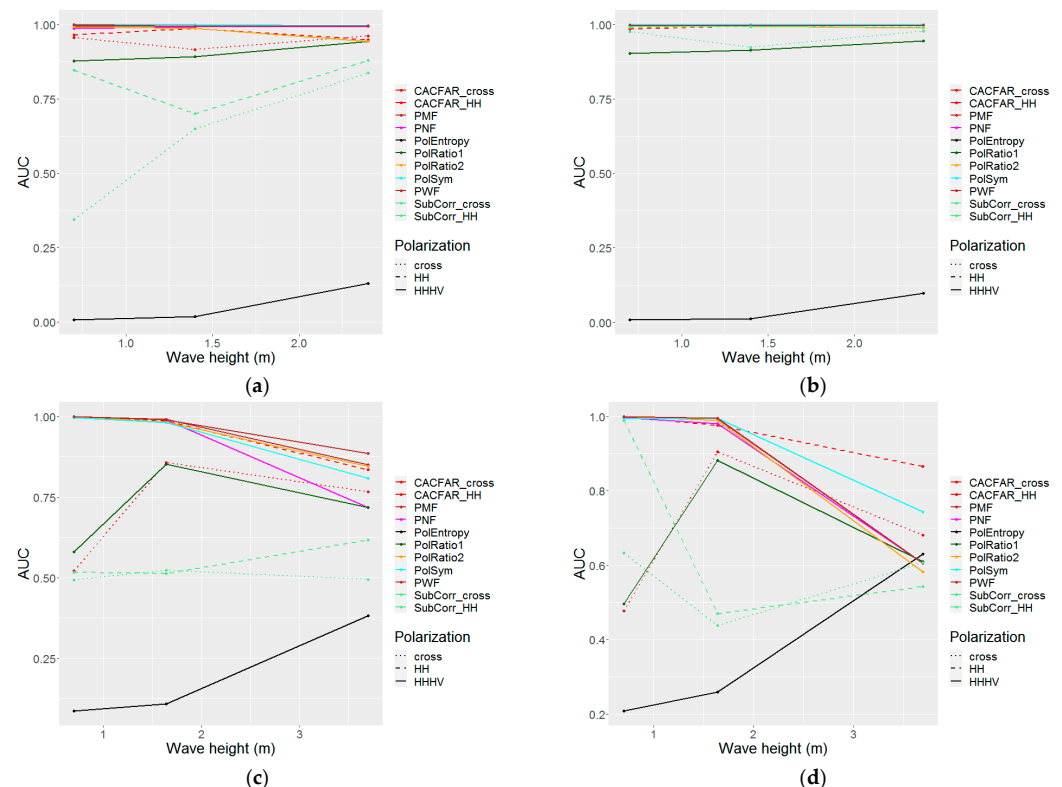 1.00
0.75
0.50
0.25
0.00
AUC
1.0
1.5
2.0
Wave height (m)
CACFAR_cross
CACFAR_HH
PMF
PNF
PolEntropy
PolRatio1
PolRatio2
PolSym
PWF
SubCorr_cross
SubCorr_HH
Polarization
cross
HH
HHHV
(a)
1.00
0.75
0.50
0.25
0.00
AUC
1.0
1.5
2.0
Wave height (m)
CACFAR_cross
CACFAR_HH
PMF
PNF
PolEntropy
PolRatio1
PolRatio2
PolSym
PWF
SubCorr_cross
SubCorr_HH
Polarization
cross
HH
HHHV
(b)
1.00
0.75
0.50
0.25
AUC
1
2
3
Wave height (m)
CACFAR_cross
CACFAR_HH
PMF
PNF
PolEntropy
PolRatio1
PolRatio2
PolSym
PWF
SubCorr_cross
SubCorr_HH
Polarization
cross
HH
HHHV
(c)
1.0
0.8
0.6
0.4
0.2
AUC
1
2
3
Wave height (m)
CACFAR_cross
CACFAR_HH
PMF
PNF
PolEntropy
PolRatio1
PolRatio2
PolSym
PWF
SubCorr_cross
SubCorr_HH
Polarization
cross
HH
HHHV
(d)